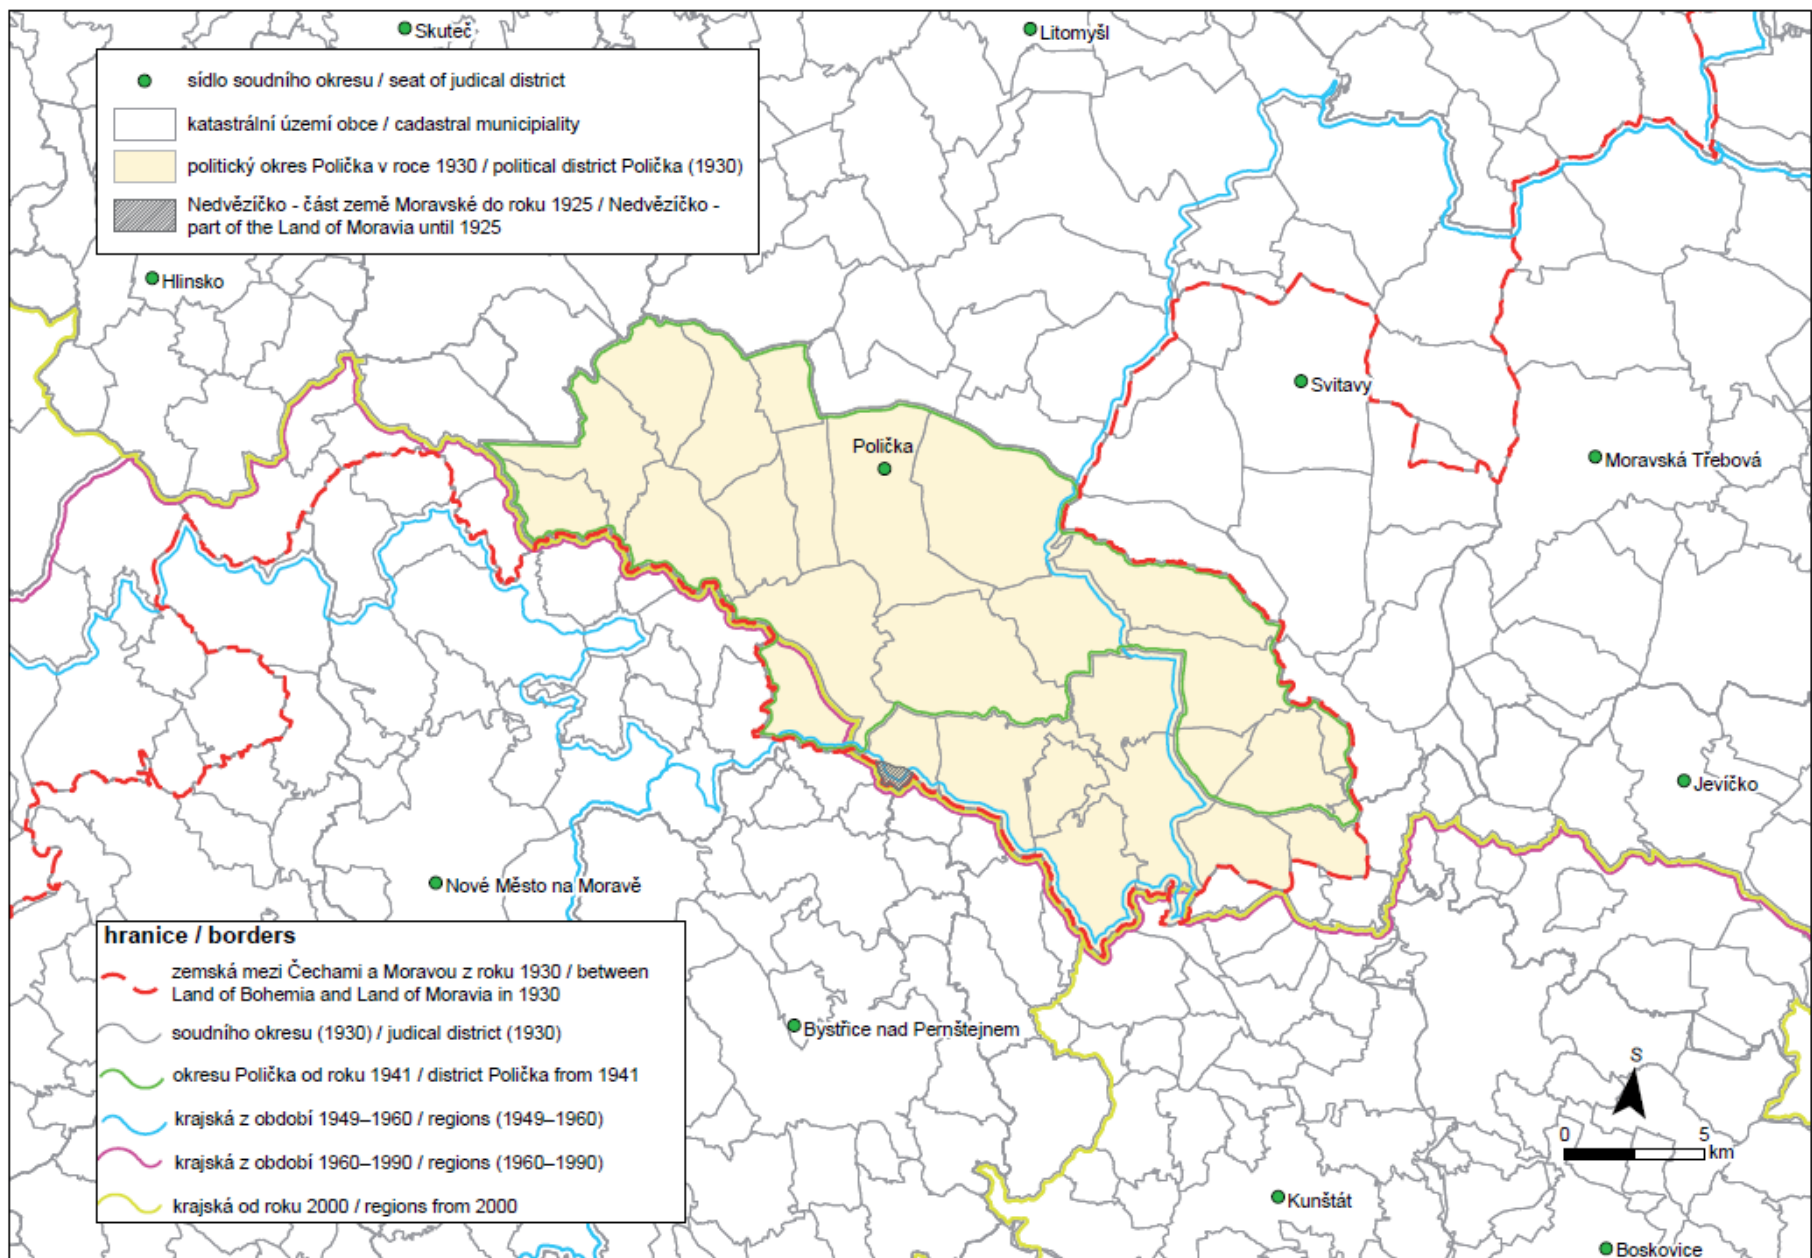 Skuteč
Litomyšl
sídlo soudního okresu / seat of judical district
katastrální území obce / cadastral municipiality
politický okres Polička v roce 1930 / political district Polička (1930)
Nedvězíčko - část země Moravské do roku 1925 / Nedvězíčko -
part of the Land of Moravia until 1925
Hlinsko
Svitavy
Polička
Moravská Třebová
Jevíčko
Nové Město na Moravě
hranice / borders
zemská mezi Čechami a Moravou z roku 1930 / between
Land of Bohemia and Land of Moravia in 1930
soudního okresu (1930) / judical district (1930)
okresu Polička od roku 1941 / district Polička from 1941
krajská z období 1949–1960 / regions (1949–1960)
krajská z období 1960–1990 / regions (1960–1990)
krajská od roku 2000 / regions from 2000
Bystřice nad Pernštejnem
S
0 5
km
Kunštát
Boskovice